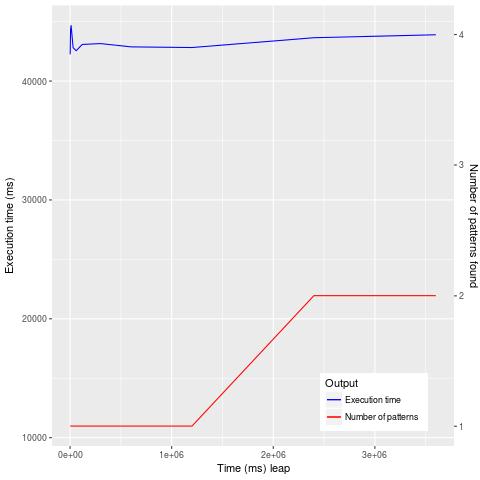 4
40000
3
30000
Execution time (ms)
Number of patterns found
2
20000
Output
Execution time
Number of patterns
1
10000
0e+00 1e+06 2e+06 3e+06
Time (ms) leap